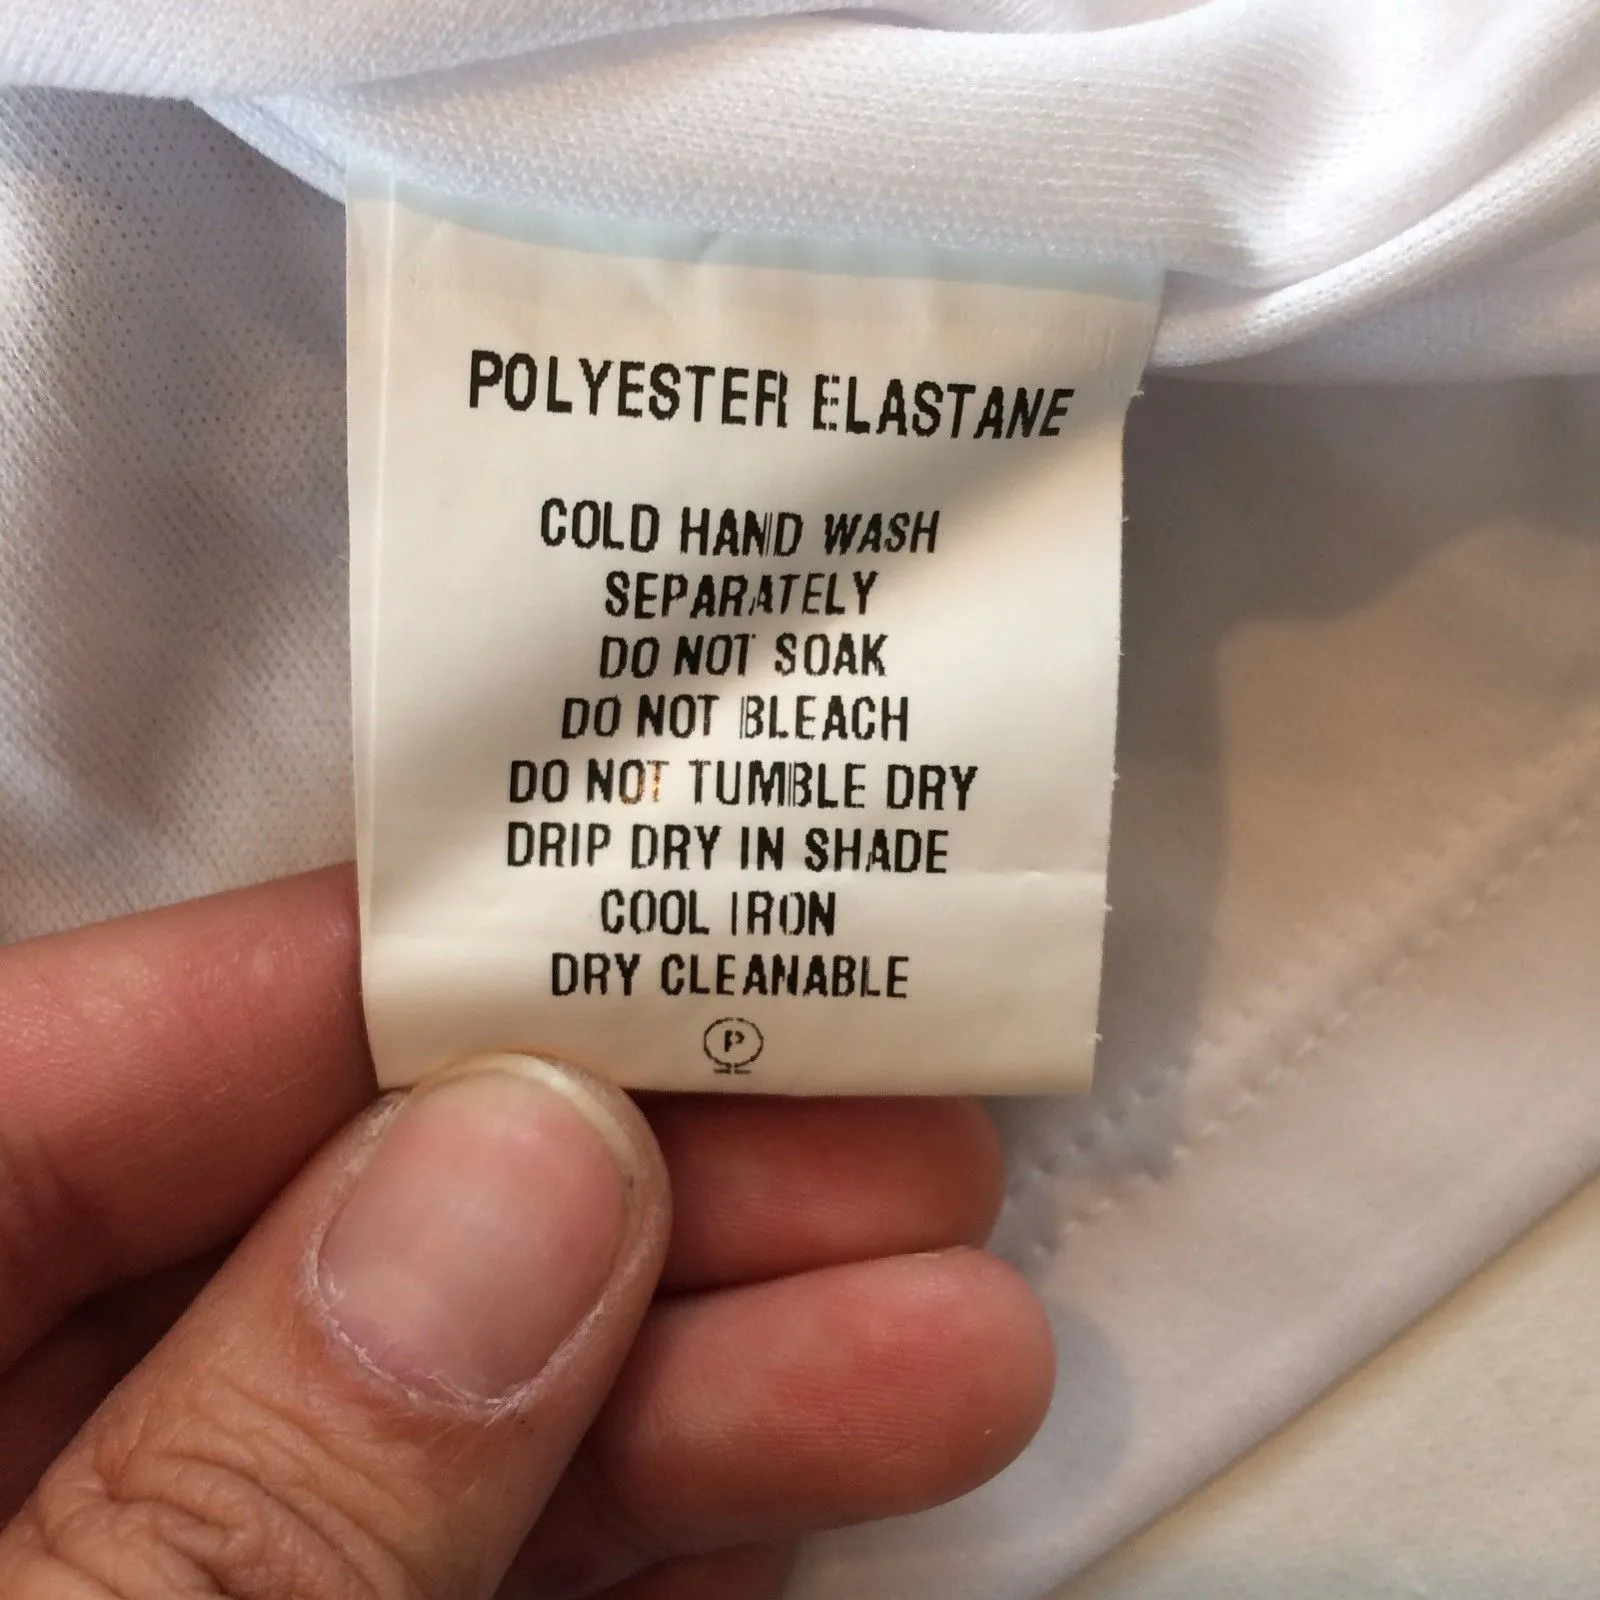 POLYESTER ELASTANE
COLD HAND WASH
SEPARATELY
DO NOT SOAK
DO NOT BLEACH
DO NOT TUMBLE DRY
DRIP DRY IN SHADE
COOL IRON
DRY CLEANABLE
P